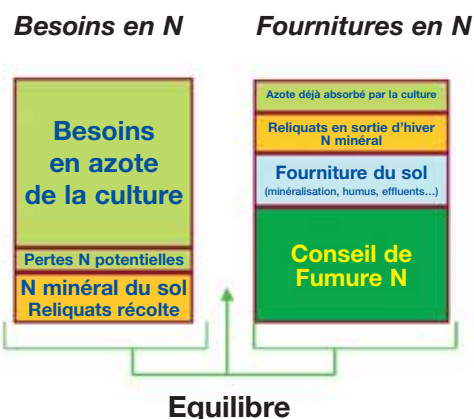 Besoins en N
Fournitures en N
Besoins
en azote
de la culture
Pertes N potentielles
N minéral du sol
Reliquats récolte
Azote déjà absorbé par la culture
Reliquats en sortie d'hiver
N minéral
Fourniture du sol
(minéralisation, humus, effluents...)
Conseil de
Fumure N
Equilibre